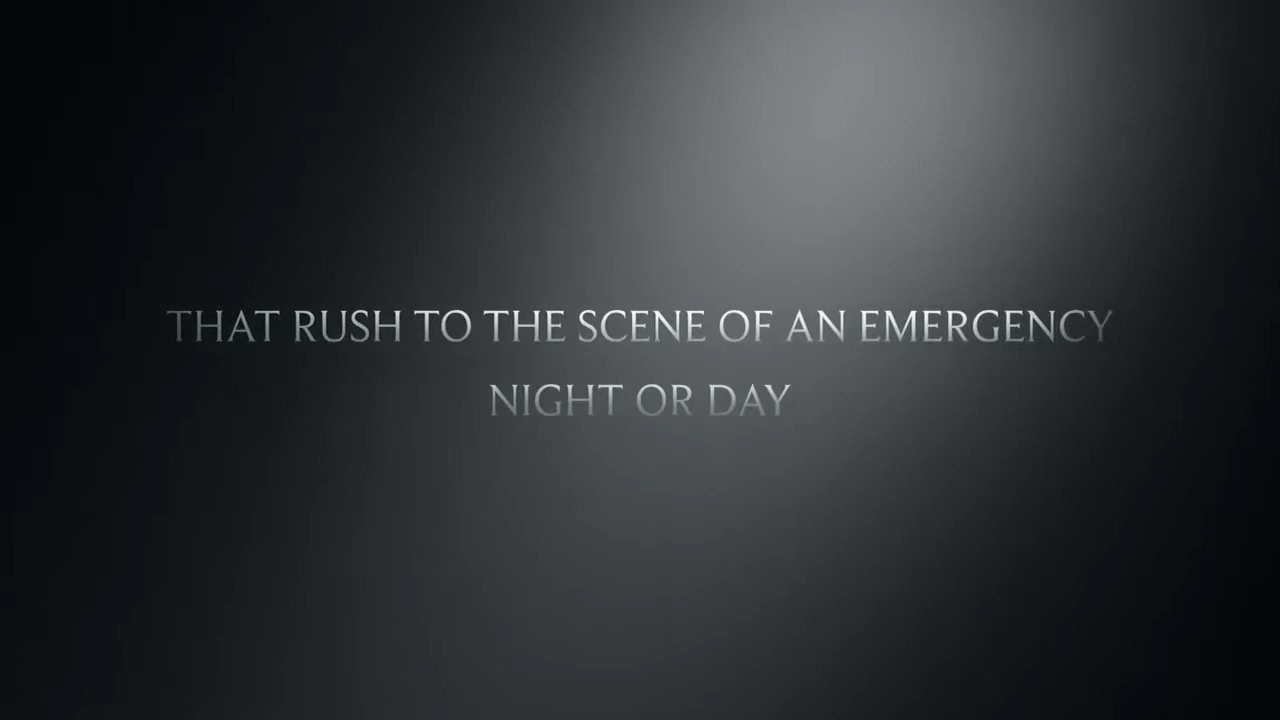 THAT RUSH TO THE SCENE OF AN EMERGENCY
NIGHT OR DAY